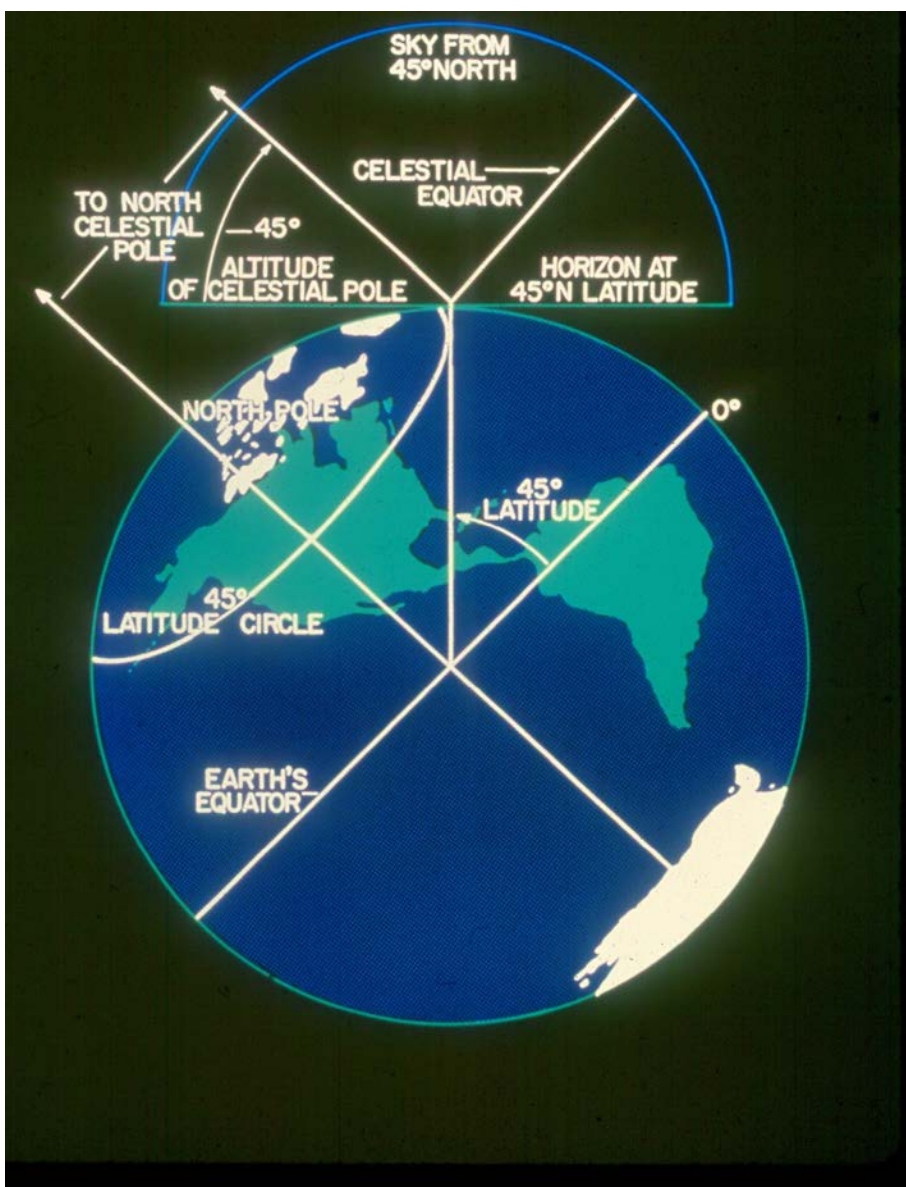 SKY FROM
45° NORTH
CELESTIAL
EQUATOR
TO NORTH
CELESTIAL
POLE
45°
ALTITUDE
OF CELESTIAL POLE
HORIZON AT
45°N LATITUDE
NORTH POLE
0°
45°
LATITUDE
45°
LATITUDE CIRCLE
EARTH'S
EQUATOR